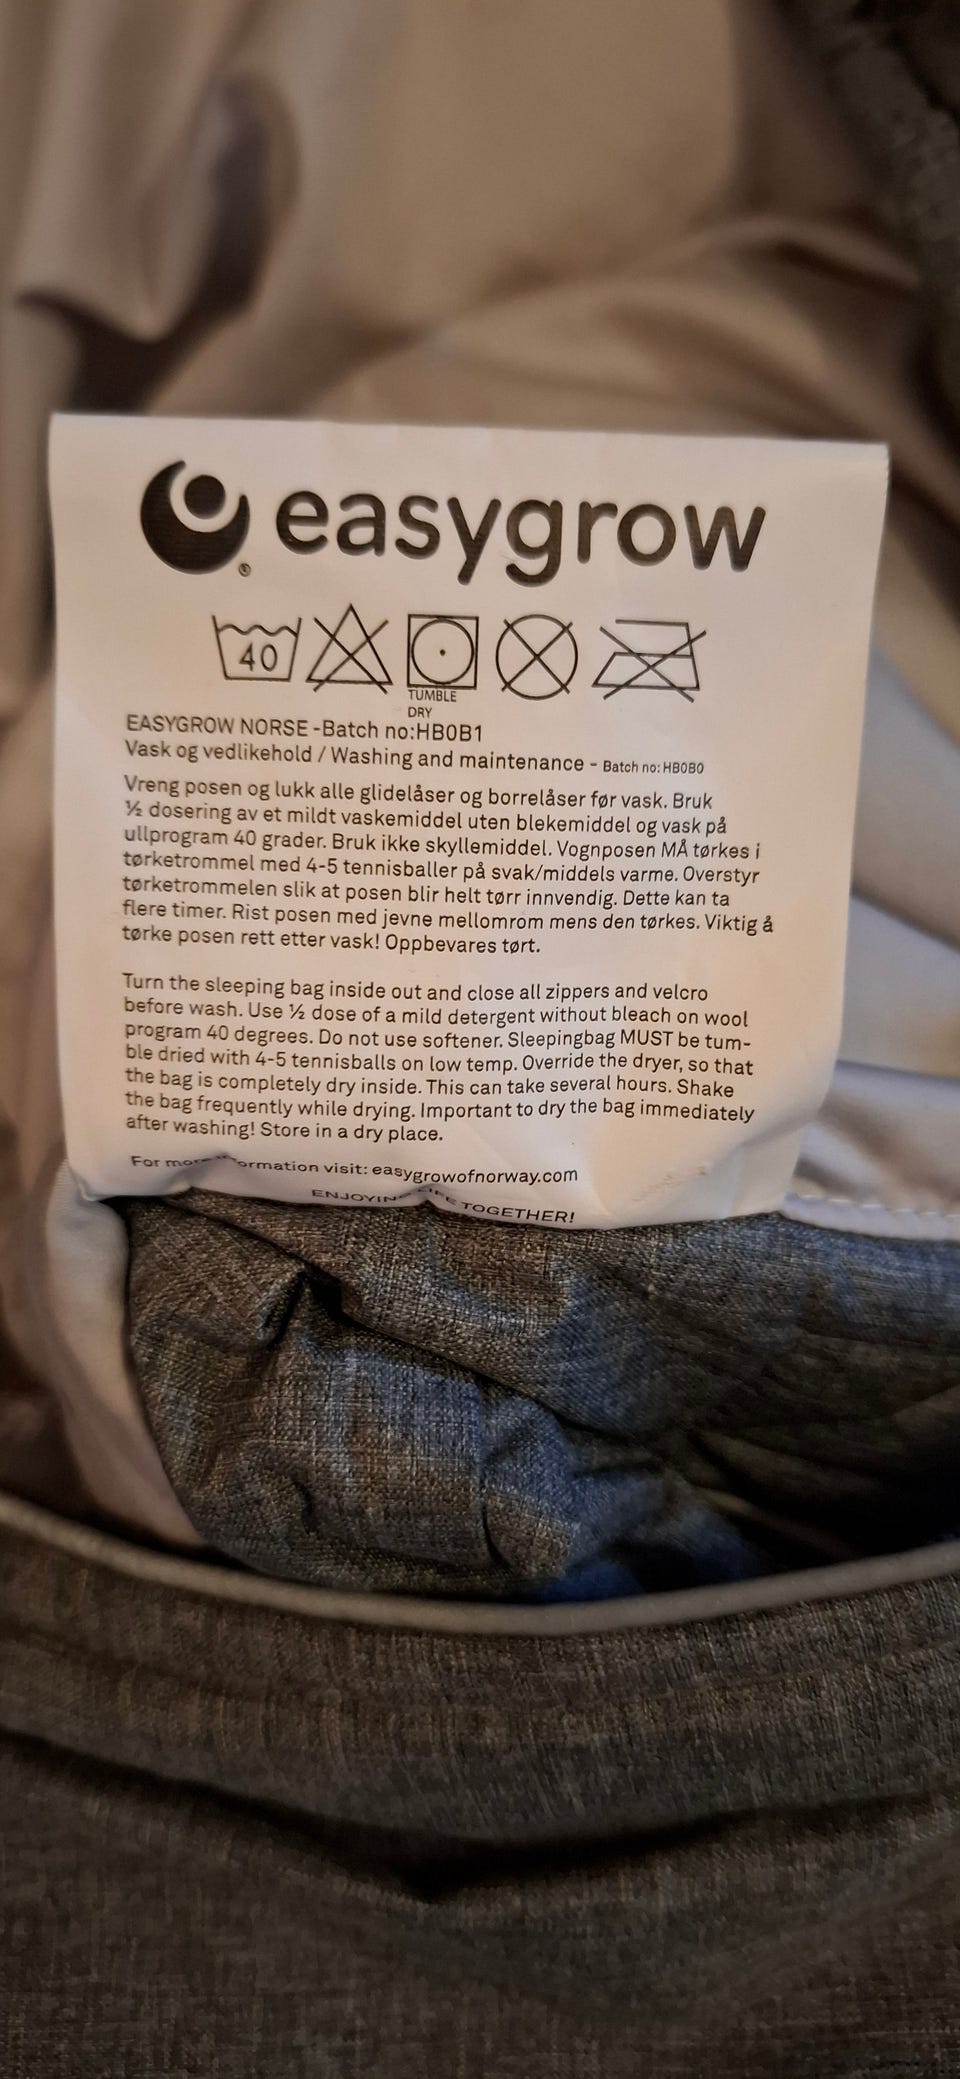 easygrow
40
TUMBLE
DRY
EASYGROW NORSE -Batch no:HB0B1
Vask og vedlikehold / Washing and maintenance - Batch no: HB0B0
Vreng posen og lukk alle glidelåser og borrelåser før vask. Bruk
½ dosering av et mildt vaskemiddel uten blekemiddel og vask på
ullprogram 40 grader. Bruk ikke skyllemiddel. Vognposen MÅ tørkes i
tørketrommel med 4-5 tennisballer på svak/middels varme. Overstyr
tørketrommelen slik at posen blir helt tørr innvendig. Dette kan ta
flere timer. Rist posen med jevne mellomrom mens den tørkes. Viktig å
tørke posen rett etter vask! Oppbevares tørt.
Turn the sleeping bag inside out and close all zippers and velcro
before wash. Use ½ dose of a mild detergent without bleach on wool
program 40 degrees. Do not use softener. Sleepingbag MUST be tum-
ble dried with 4-5 tennisballs on low temp. Override the dryer, so that
the bag is completely dry inside. This can take several hours. Shake
the bag frequently while drying. Important to dry the bag immediately
after washing! Store in a dry place.
For more information visit: easygrowofnorway.com
ENJOYING LIFE TOGETHER!